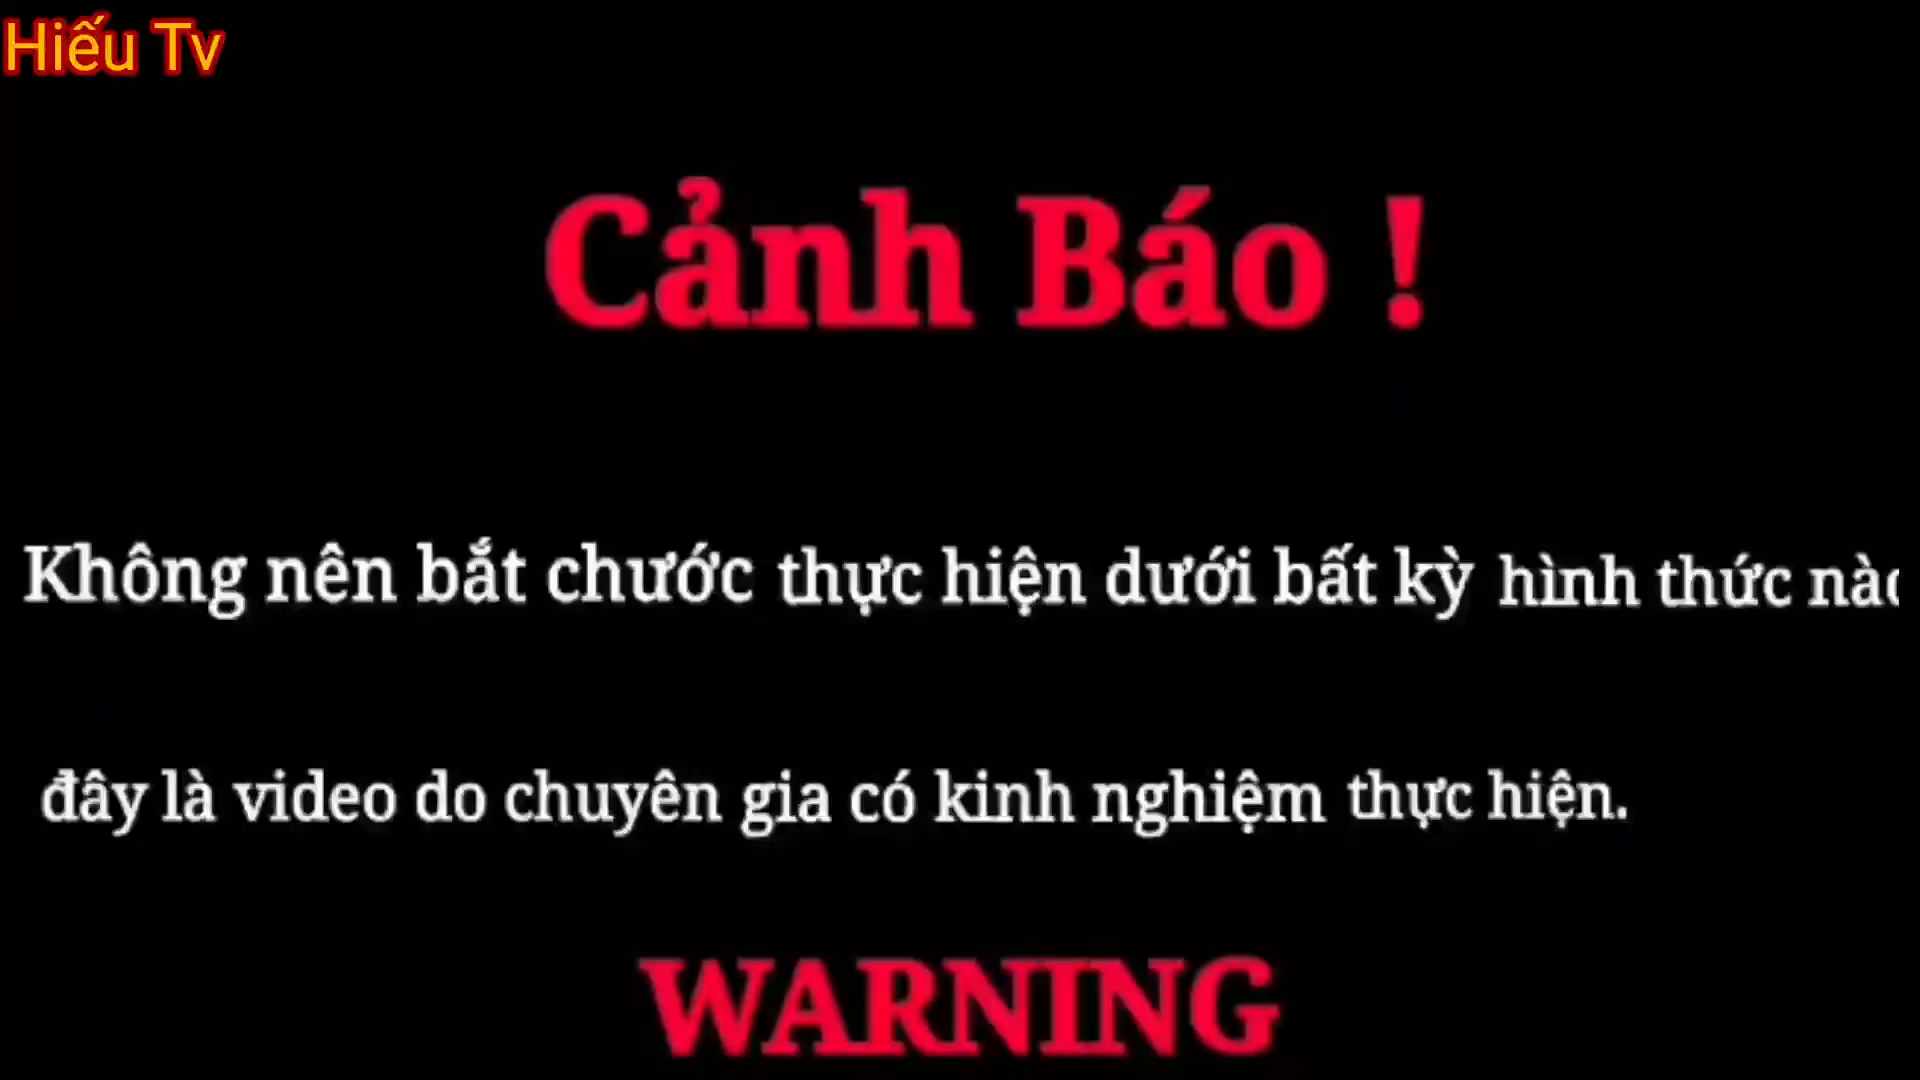 Hiếu Tv
Cảnh Báo !
Không nên bắt chước thực hiện dưới bất kỳ hình thức nào
đây là video do chuyên gia có kinh nghiệm thực hiện.
WARNING